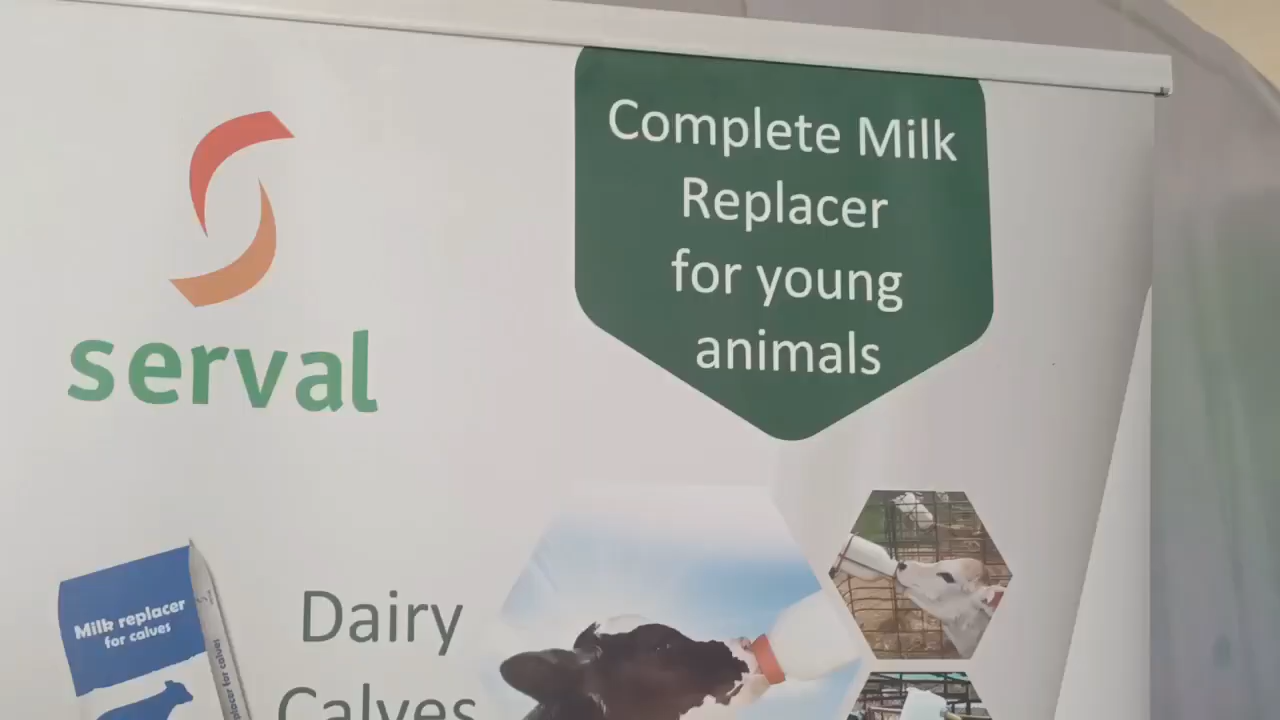 serval
Complete Milk
Replacer
for young
animals
Milk replacer
for calves
Dairy
Calves